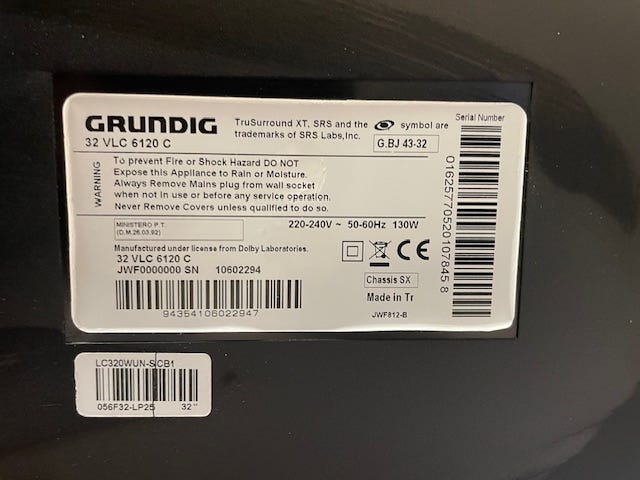 GRUNDIG
32 VLC 6120 C
TruSurround XT, SRS and the symbol are
trademarks of SRS Labs,Inc.
G.BJ 43-32
Serial Number
WARNING
To prevent Fire or Shock Hazard DO NOT
Expose this Appliance to Rain or Moisture.
Always Remove Mains plug from wall socket
when not in use or before any service operation.
Never Remove Covers unless qualified to do so.
MINISTERO P.T.
(D.M.26.03.92)
220-240V ~ 50-60Hz 130W
Manufactured under license from Dolby Laboratories.
32 VLC 6120 C
JWF0000000 SN 10602294
94354106022947
CE
Chassis SX
Made in Tr
JWF812-B
01625770520107845 8
LC320WUN-SCB1
056F32-LP25 32"